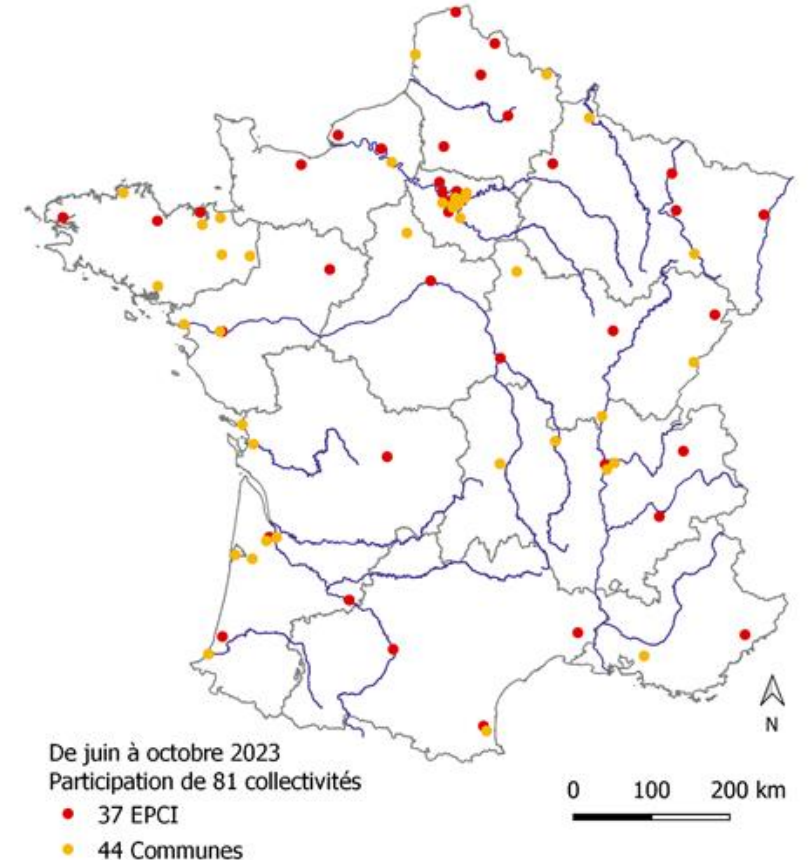 N
De juin à octobre 2023
Participation de 81 collectivités
37 EPCI
44 Communes
0 100 200 km